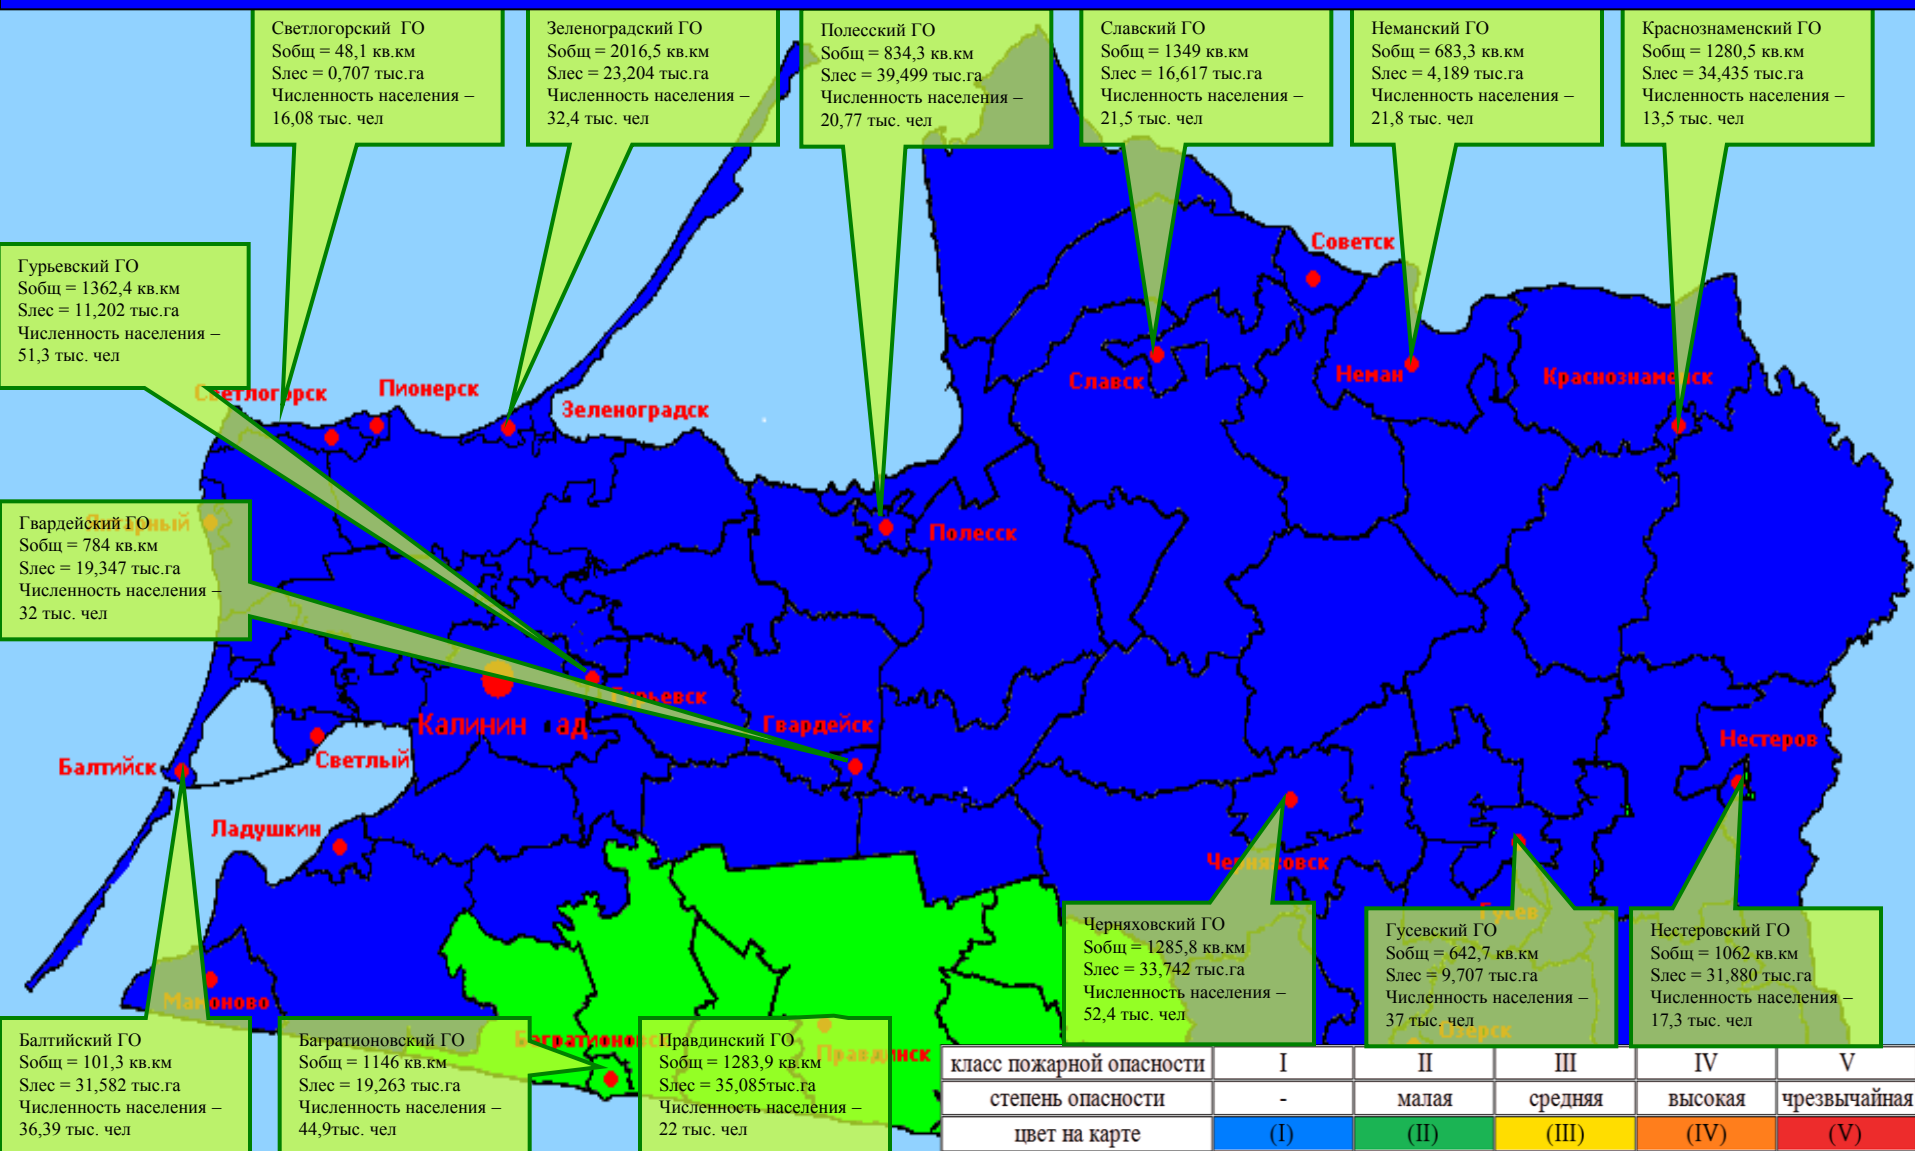 Светлогорский ГО
Sобщ = 48,1 кв.км
Sлес = 0,707 тыс.га
Численность населения –
16,08 тыс. чел
Зеленоградский ГО
Sобщ = 2016,5 кв.км
Sлес = 23,204 тыс.га
Численность населения –
32,4 тыс. чел
Полесский ГО
Sобщ = 834,3 кв.км
Sлес = 39,499 тыс.га
Численность населения –
20,77 тыс. чел
Славский ГО
Sобщ = 1349 кв.км
Sлес = 16,617 тыс.га
Численность населения –
21,5 тыс. чел
Неманский ГО
Sобщ = 683,3 кв.км
Sлес = 4,189 тыс.га
Численность населения –
21,8 тыс. чел
Краснознаменский ГО
Sобщ = 1280,5 кв.км
Sлес = 34,435 тыс.га
Численность населения –
13,5 тыс. чел
Гурьевский ГО
Sобщ = 1362,4 кв.км
Sлес = 11,202 тыс.га
Численность населения –
51,3 тыс. чел
Советск
Славск
Неман
Краснознаменск
Светлогорск
Пионерск
Зеленоградск
Гвардейский ГО
Sобщ = 784 кв.км
Sлес = 19,347 тыс.га
Численность населения –
32 тыс. чел
Полесск
Гурьевск
Калинин ад
Гвардейск
Нестеров
Балтийск
Светлый
Ладушкин
Черняховск
Гусев
Мамоново
Черняховский ГО
Sобщ = 1285,8 кв.км
Sлес = 33,742 тыс.га
Численность населения –
52,4 тыс. чел
Гусевский ГО
Sобщ = 642,7 кв.км
Sлес = 9,707 тыс.га
Численность населения –
37 тыс. чел
Озерск
Нестеровский ГО
Sобщ = 1062 кв.км
Sлес = 31,880 тыс.га
Численность населения –
17,3 тыс. чел
Балтийский ГО
Sобщ = 101,3 кв.км
Sлес = 31,582 тыс.га
Численность населения –
36,39 тыс. чел
Багратионовский ГО
Sобщ = 1146 кв.км
Sлес = 19,263 тыс.га
Численность населения –
44,9тыс. чел
Багратионовск
Правдинский ГО
Sобщ = 1283,9 кв.км
Sлес = 35,085тыс.га
Численность населения –
22 тыс. чел
Правдинск
класс пожарной опасности I II III IV V
степень опасности - малая средняя высокая чрезвычайная
цвет на карте (I) (II) (III) (IV) (V)